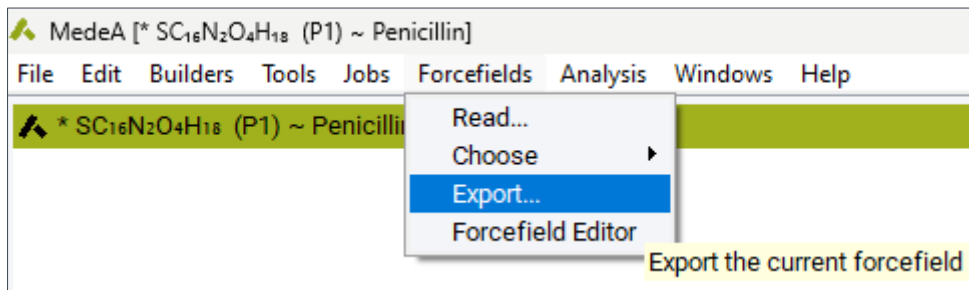 MedeA [* SC₁₆N₂O₄H₁₈ (P1) ~ Penicillin]
File Edit Builders Tools Jobs Forcefields Analysis Windows Help
* SC₁₆N₂O₄H₁₈ (P1) ~ Penicilli
Read...
Choose
Export...
Forcefield Editor
Export the current forcefield